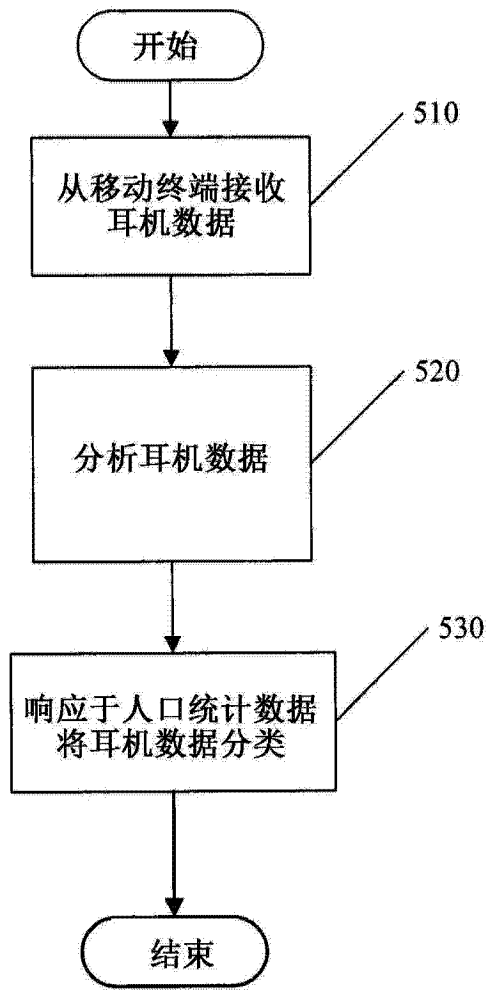 开始
510
从移动终端接收
耳机数据
520
分析耳机数据
530
响应于人口统计数据
将耳机数据分类
结束